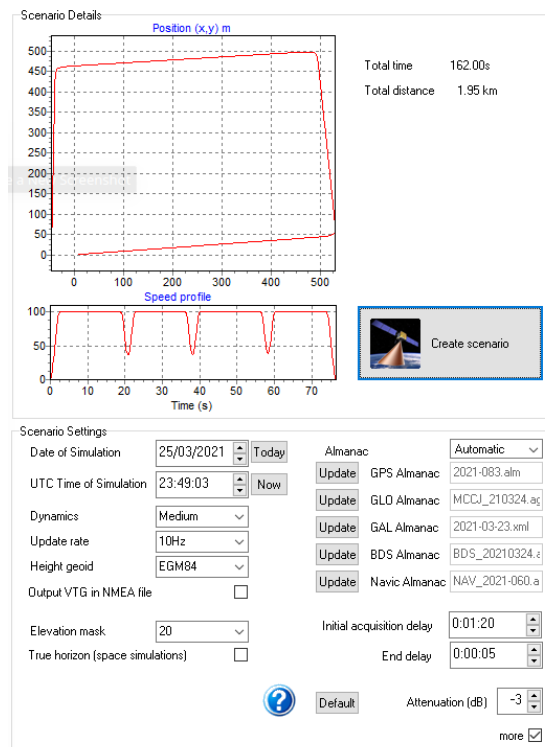 Scenario Details
Position (x,y) m
500
450
400
350
300
250
200
150
100
50
0
0 100 200 300 400 500
Total time 162.00s
Total distance 1.95 km
Speed profile
100
50
0
0 10 20 30 40 50 60 70
Time (s)
Create scenario
Scenario Settings
Date of Simulation 25/03/2021 Today
UTC Time of Simulation 23:49:03 Now
Dynamics Medium
Update rate 10Hz
Height geoid EGM84
Output VTG in NMEA file
Elevation mask 20
True horizon (space simulations)
Almanac Automatic
Update GPS Almanac 2021-083.alm
Update GLO Almanac MCCJ_210324.ag
Update GAL Almanac 2021-03-23.xml
Update BDS Almanac BDS_20210324.
Update Navic Almanac NAV_2021-060.a
Initial acquisition delay 0:01:20
End delay 0:00:05
? Default Attenuation (dB) -3
more